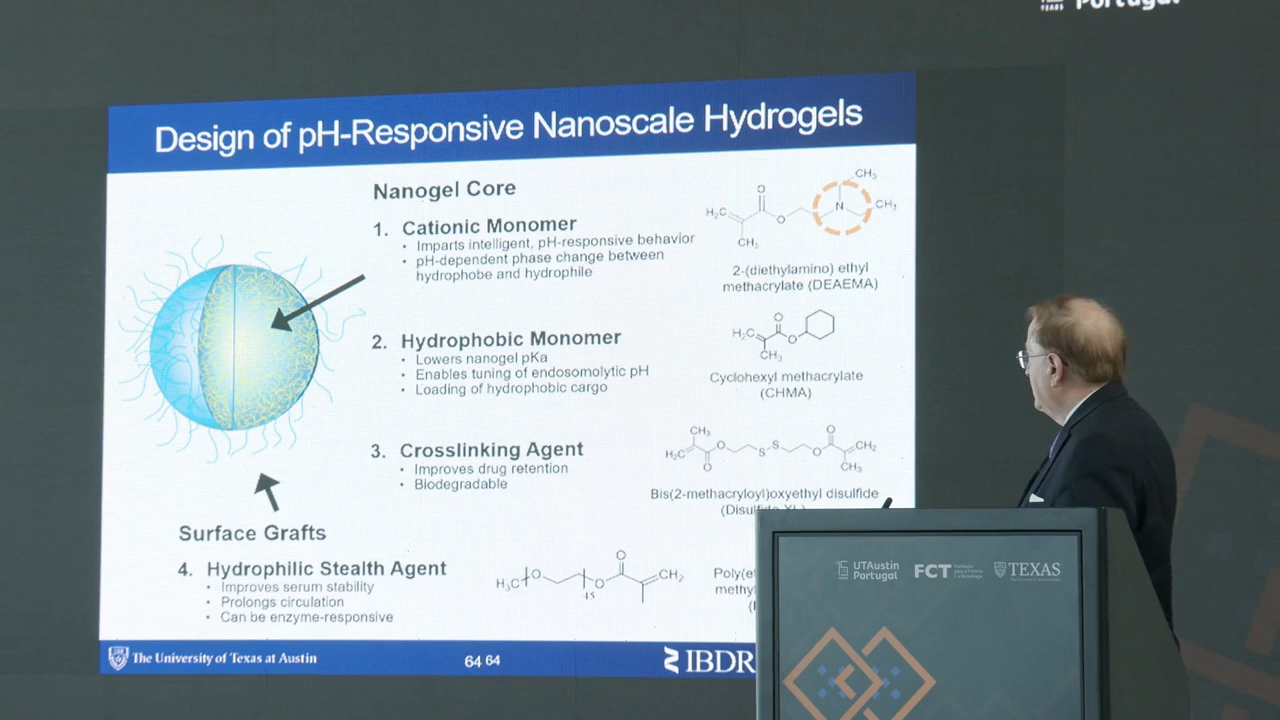 Portugal
Design of pH-Responsive Nanoscale Hydrogels
Nanogel Core
1. Cationic Monomer
• Imparts intelligent, pH-responsive behavior
• pH-dependent phase change between
hydrophobe and hydrophile
CH₃
O
H₂C
N
CH₃
O
CH₃
2-(diethylamino) ethyl
methacrylate (DEAEMA)
2. Hydrophobic Monomer
• Lowers nanogel pKa
• Enables tuning of endosomolytic pH
• Loading of hydrophobic cargo
O
H₂C
O
CH₃
Cyclohexyl methacrylate
(CHMA)
3. Crosslinking Agent
• Improves drug retention
• Biodegradable
CH₃
O
H₂C
O
S
S
O
CH₂
O
CH₃
Bis(2-methacryloyl)oxyethyl disulfide
Surface Grafts
4. Hydrophilic Stealth Agent
• Improves serum stability
• Prolongs circulation
• Can be enzyme-responsive
O
H₃C
O
O
CH₂
45
The University of Texas at Austin
64 64
IBDR
UTAustin
Portugal
FCT
TEXAS